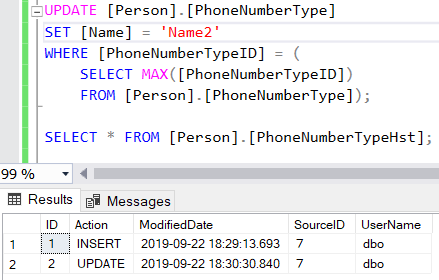 UPDATE [Person].[PhoneNumberType]
SET [Name] = 'Name2'
WHERE [PhoneNumberTypeID] = (
SELECT MAX([PhoneNumberTypeID])
FROM [Person].[PhoneNumberType]);
SELECT * FROM [Person].[PhoneNumberTypeHst];
99 %
Results Messages
ID Action ModifiedDate SourceID UserName
1 1 INSERT 2019-09-22 18:29:13.693 7 dbo
2 2 UPDATE 2019-09-22 18:30:30.840 7 dbo